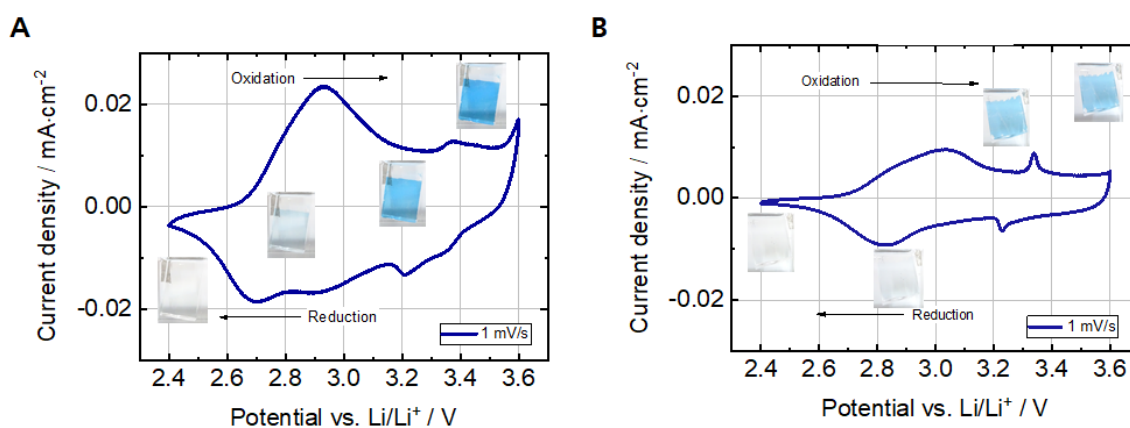 A
Current density / mA·cm⁻²
0.02
0.00
-0.02
Oxidation
Reduction
1 mV/s
2.4 2.6 2.8 3.0 3.2 3.4 3.6
Potential vs. Li/Li⁺ / V
B
Current density / mA·cm⁻²
0.02
0.00
-0.02
Oxidation
Reduction
1 mV/s
2.4 2.6 2.8 3.0 3.2 3.4 3.6
Potential vs. Li/Li⁺ / V